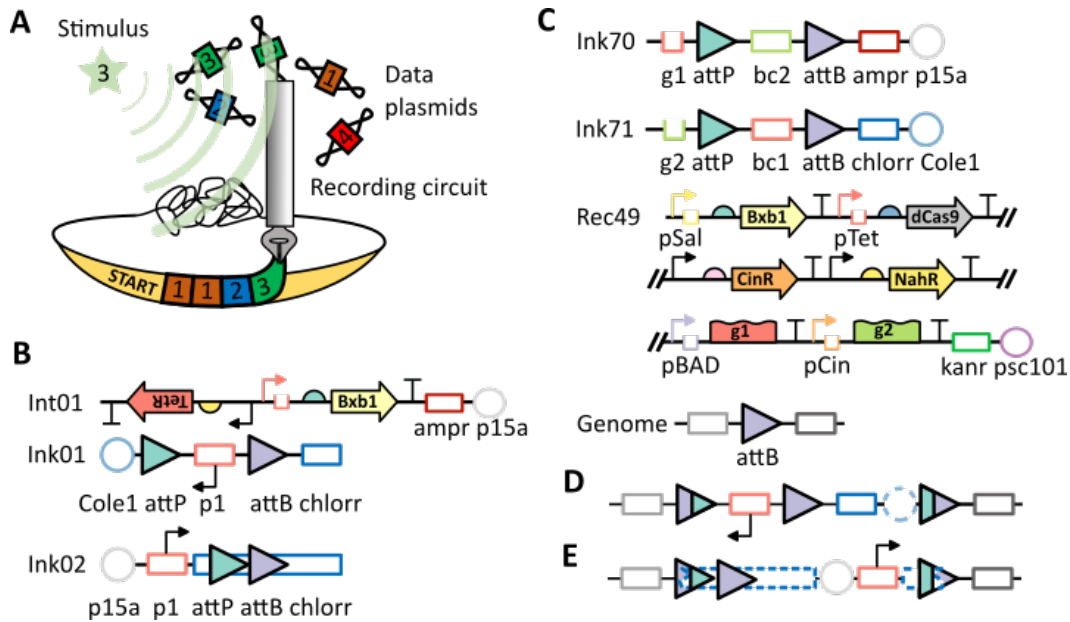 A
Stimulus
3
3
3
2
1
4
Data
plasmids
Recording circuit
START 1 1 2 3
B
Int01
TetR
Bxb1
ampr p15a
Ink01
Cole1 attP p1 attB chlorr
Ink02
p15a p1 attP attB chlorr
C
Ink70
g1 attP bc2 attB ampr p15a
Ink71
g2 attP bc1 attB chlorr Cole1
Rec49
Bxb1
dCas9
pSal
pTet
CinR
NahR
g1
g2
pBAD
pCin
kanr psc101
Genome
attB
D
E